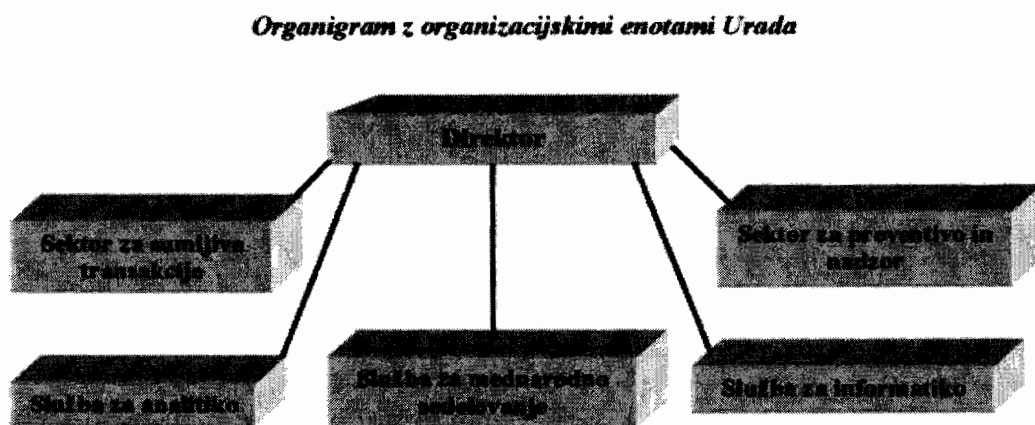 Organigram z organizacijskimi enotami Urada
Direktor
Sektor za sumljive
transakcije
Sektor za preventivo in
nadzor
Služba za analitiko
Služba za mednarodno
sodelovanje
Služba za informatiko